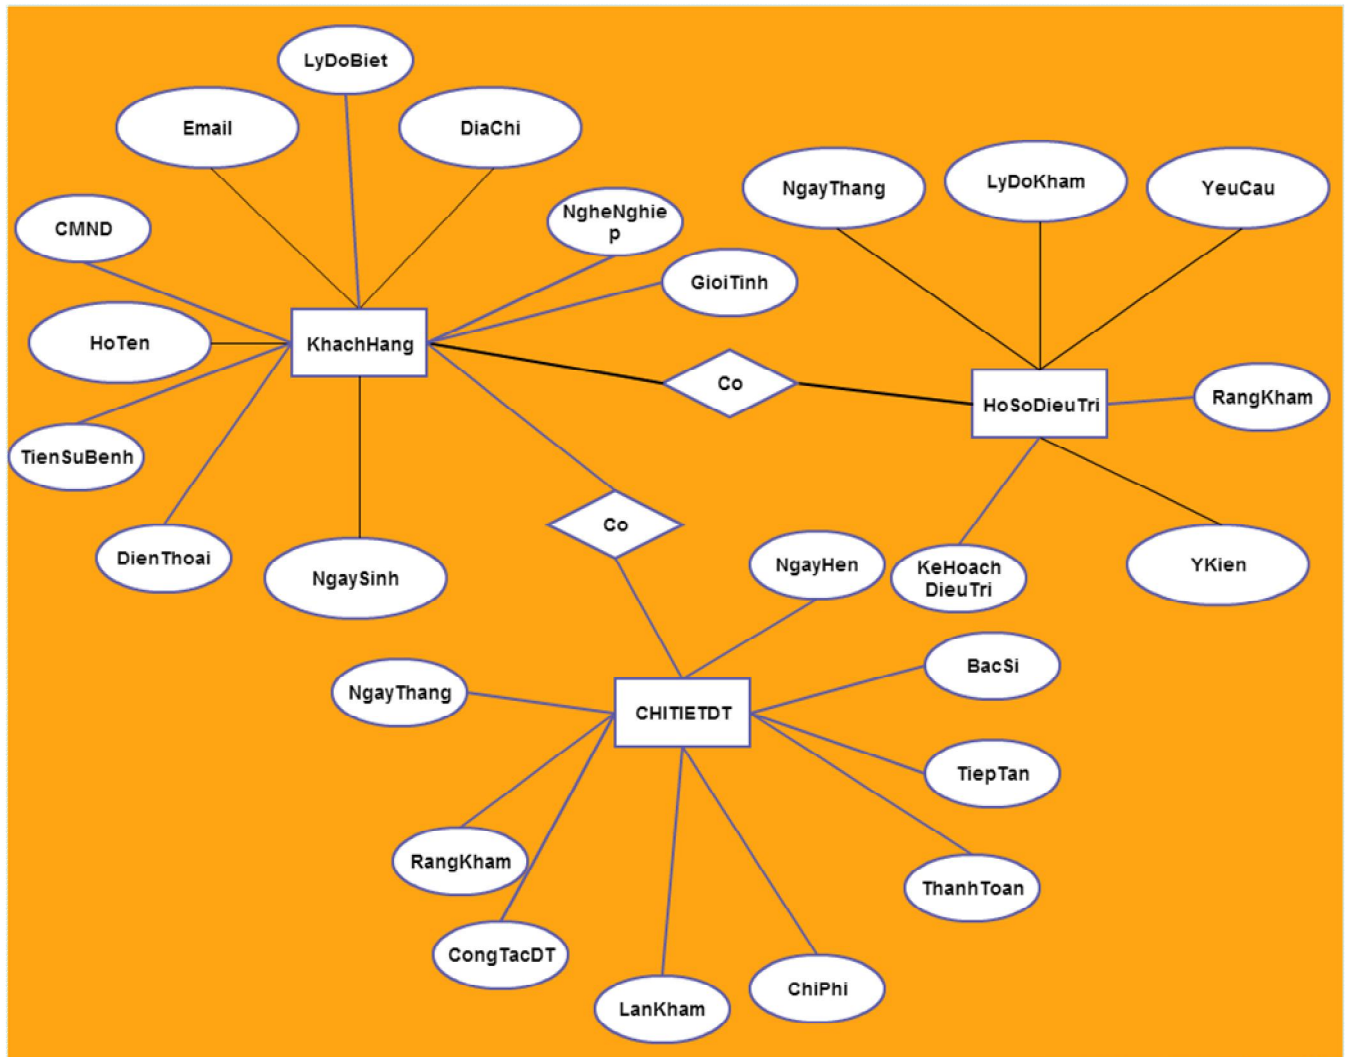 LyDoBiet
Email
DiaChi
NgayThang
LyDoKham
YeuCau
CMND
NgheNghie
p
GioiTinh
HoTen
KhachHang
Co
HoSoDieuTri
RangKham
TienSuBenh
Co
DienThoai
NgaySinh
NgayHen
KeHoach
DieuTri
YKien
BacSi
NgayThang
CHITIETDT
TiepTan
RangKham
ThanhToan
CongTacDT
ChiPhi
LanKham